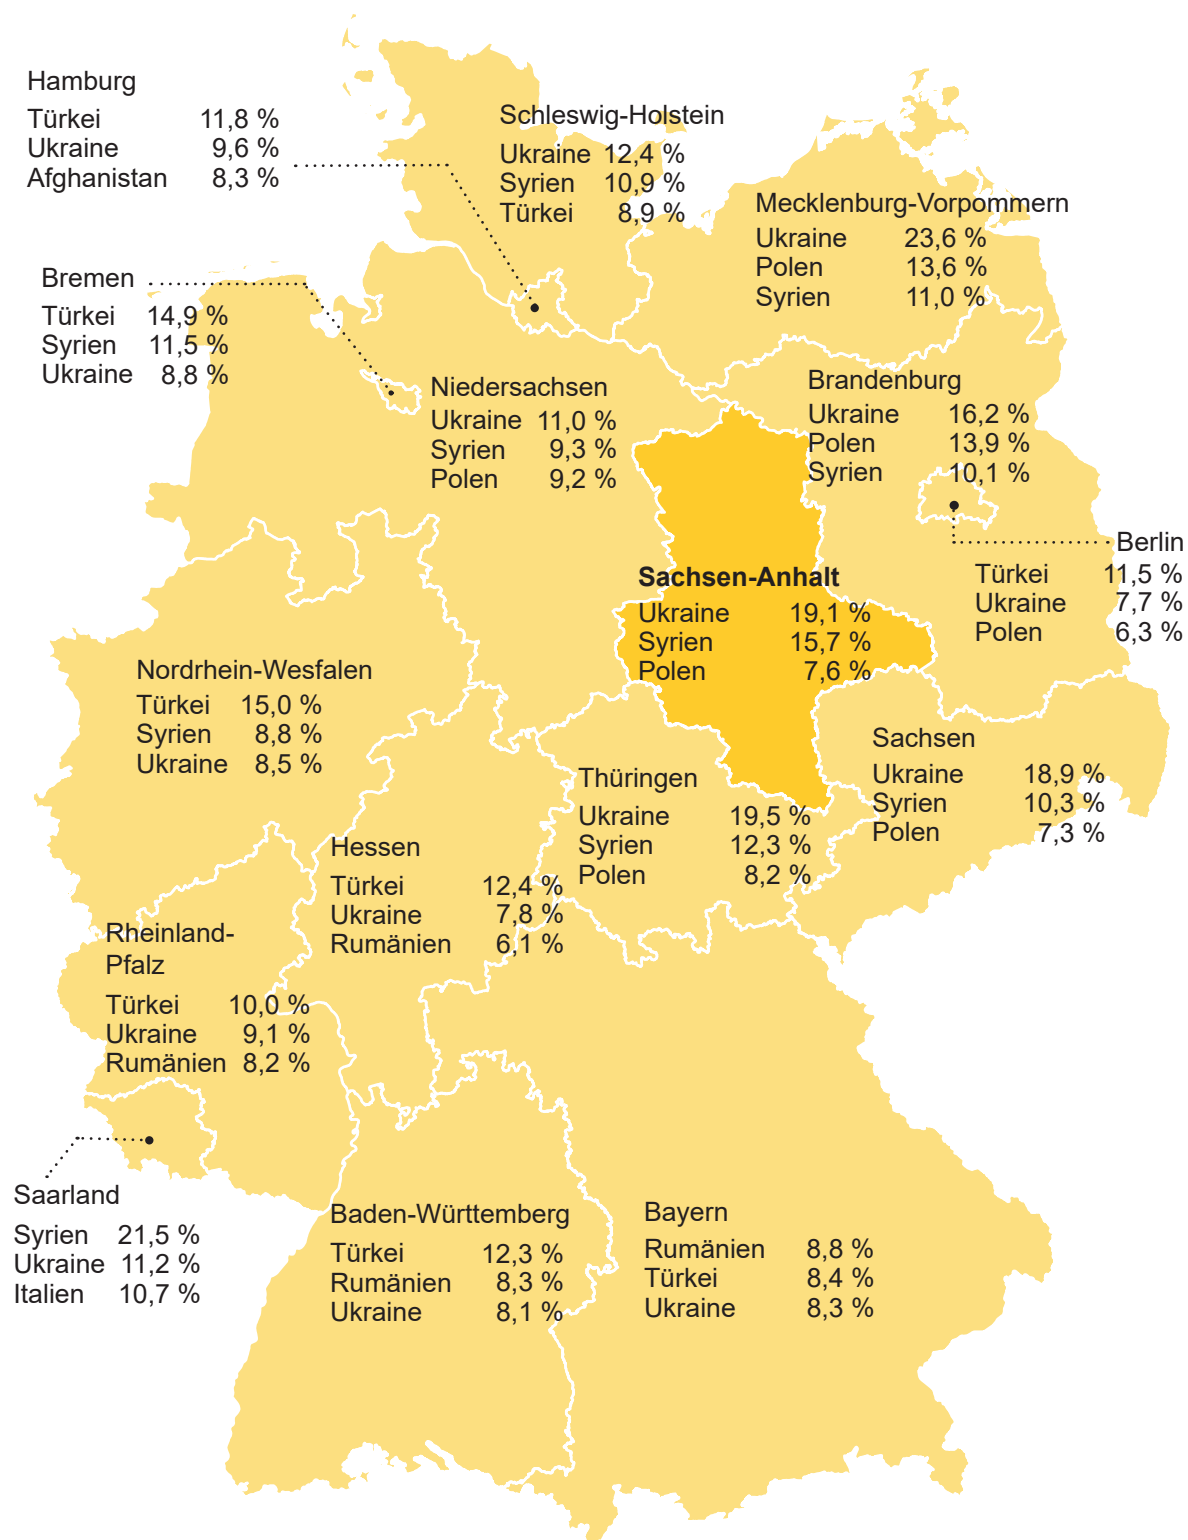 Hamburg
Türkei 11,8 %
Ukraine 9,6 %
Afghanistan 8,3 %
Schleswig-Holstein
Ukraine 12,4 %
Syrien 10,9 %
Türkei 8,9 %
Mecklenburg-Vorpommern
Ukraine 23,6 %
Polen 13,6 %
Syrien 11,0 %
Bremen
Türkei 14,9 %
Syrien 11,5 %
Ukraine 8,8 %
Niedersachsen
Ukraine 11,0 %
Syrien 9,3 %
Polen 9,2 %
Brandenburg
Ukraine 16,2 %
Polen 13,9 %
Syrien 10,1 %
Berlin
Türkei 11,5 %
Ukraine 7,7 %
Polen 6,3 %
Sachsen-Anhalt
Ukraine 19,1 %
Syrien 15,7 %
Polen 7,6 %
Nordrhein-Wesfalen
Türkei 15,0 %
Syrien 8,8 %
Ukraine 8,5 %
Sachsen
Ukraine 18,9 %
Syrien 10,3 %
Polen 7,3 %
Thüringen
Ukraine 19,5 %
Syrien 12,3 %
Polen 8,2 %
Hessen
Türkei 12,4 %
Ukraine 7,8 %
Rumänien 6,1 %
Rheinland-
Pfalz
Türkei 10,0 %
Ukraine 9,1 %
Rumänien 8,2 %
Saarland
Syrien 21,5 %
Ukraine 11,2 %
Italien 10,7 %
Baden-Württemberg
Türkei 12,3 %
Rumänien 8,3 %
Ukraine 8,1 %
Bayern
Rumänien 8,8 %
Türkei 8,4 %
Ukraine 8,3 %